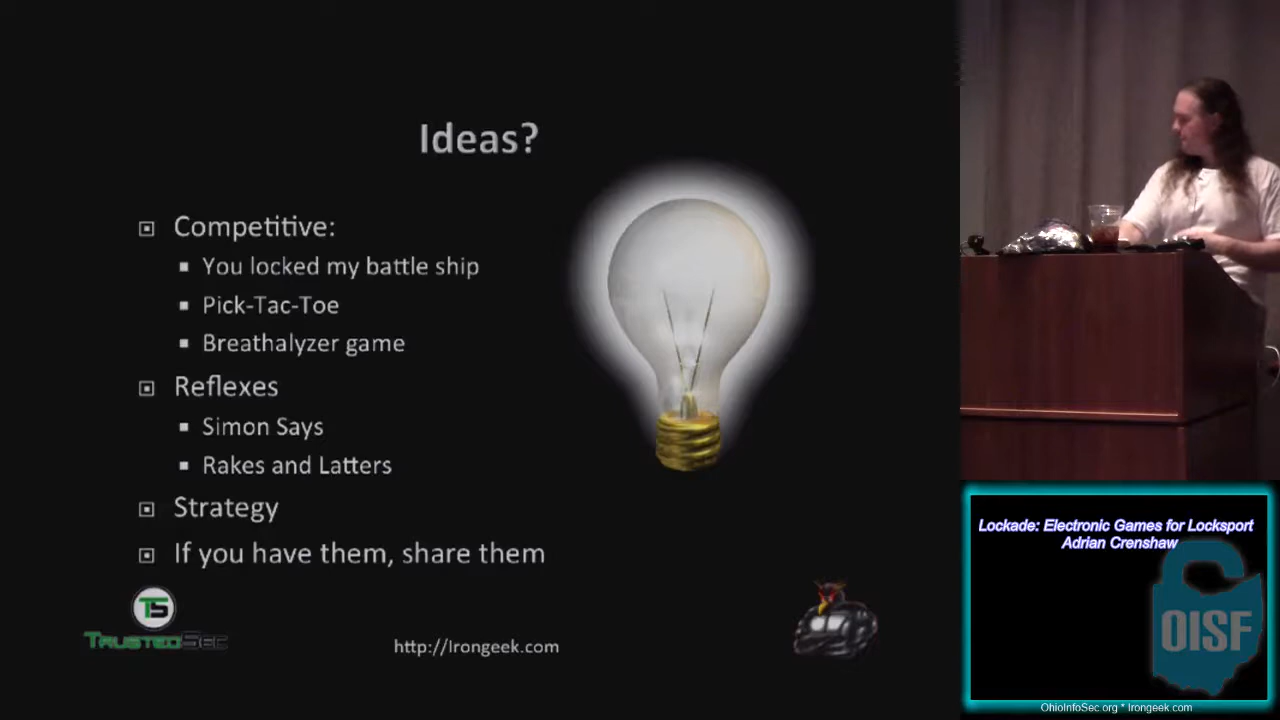 Ideas?
Competitive:
You locked my battle ship
Pick-Tac-Toe
Breathalyzer game
Reflexes
Simon Says
Rakes and Latters
Strategy
If you have them, share them
TS
TRUSTEDSEC
http://Irongeek.com
Lockade: Electronic Games for Locksport
Adrian Crenshaw
OISF
OhioInfoSec.org * Irongeek.com